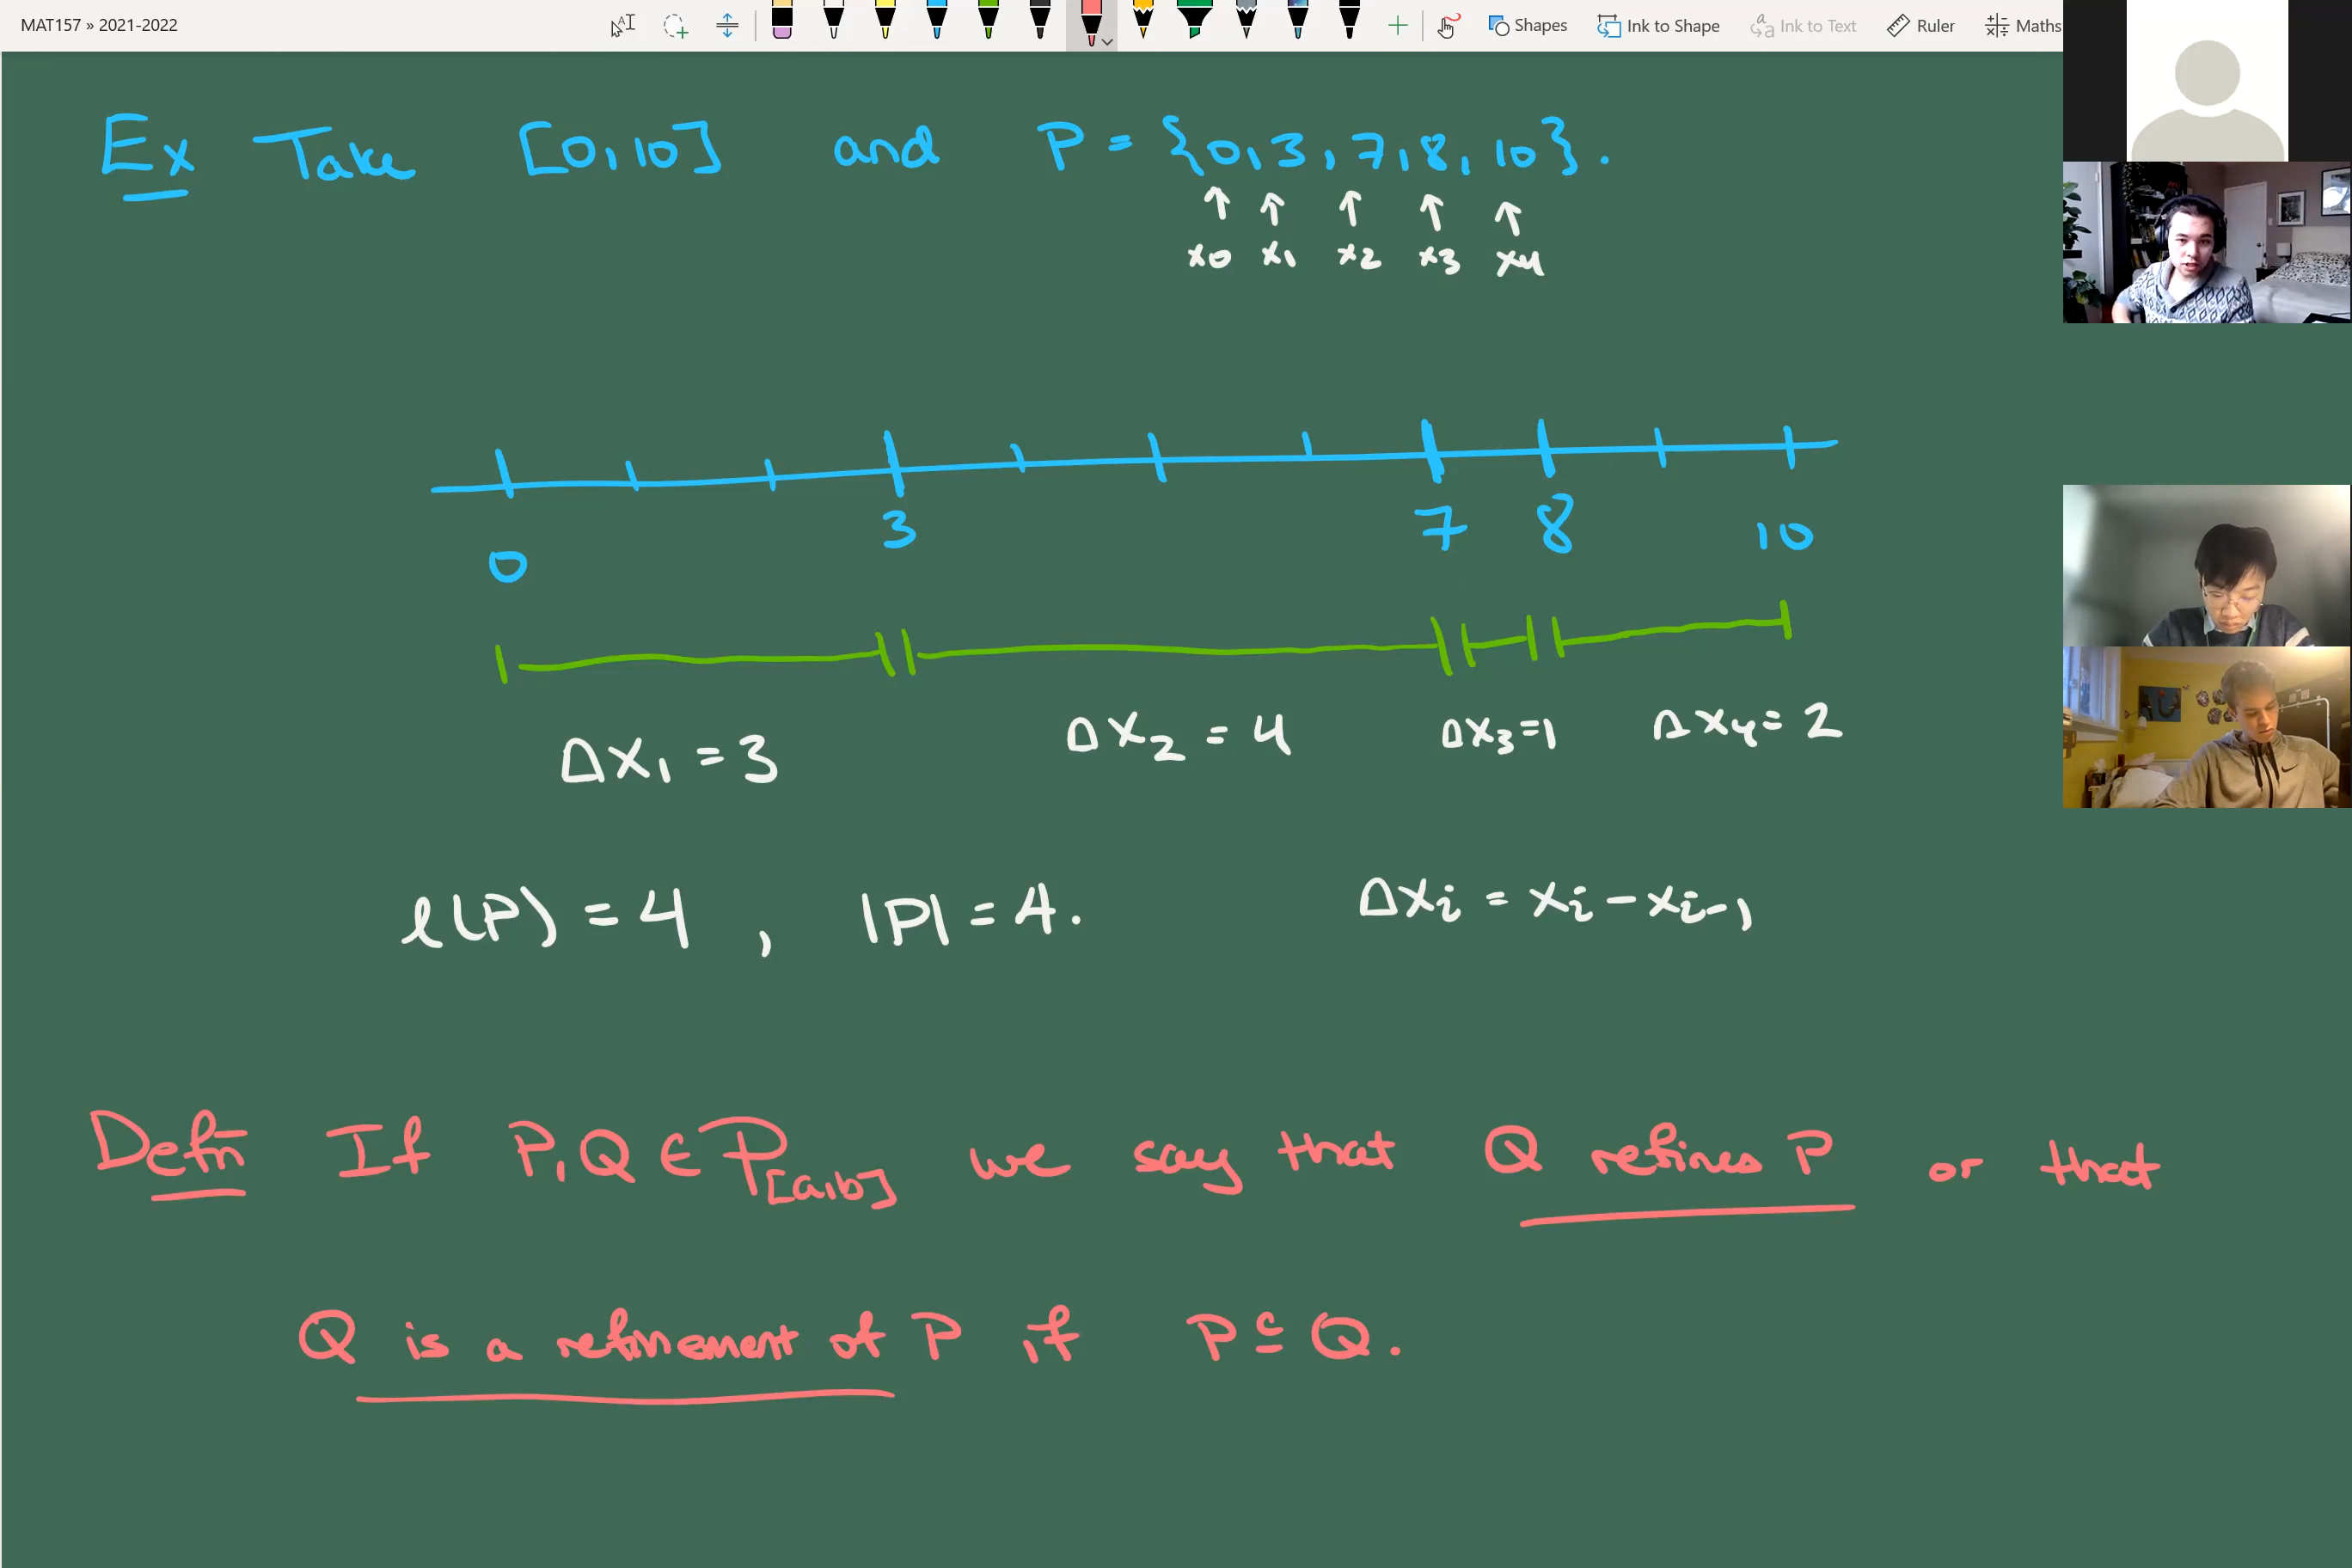 MAT157 » 2021-2022
Shapes Ink to Shape Ink to Text Ruler Maths
Ex Take [0,10] and P = {0, 3, 7, 8, 10}.
↑ ↑ ↑ ↑ ↑
x0 x1 x2 x3 x4
0 3 7 8 10
Δx₁ = 3 Δx₂ = 4 Δx₃=1 Δx₄= 2
ℓ(P) = 4 , |P| = 4. Δxᵢ = xᵢ − xᵢ₋₁
Defn If P, Q ∈ 𝒫[a,b] we say that Q refines P or that
Q is a refinement of P if P ⊆ Q.